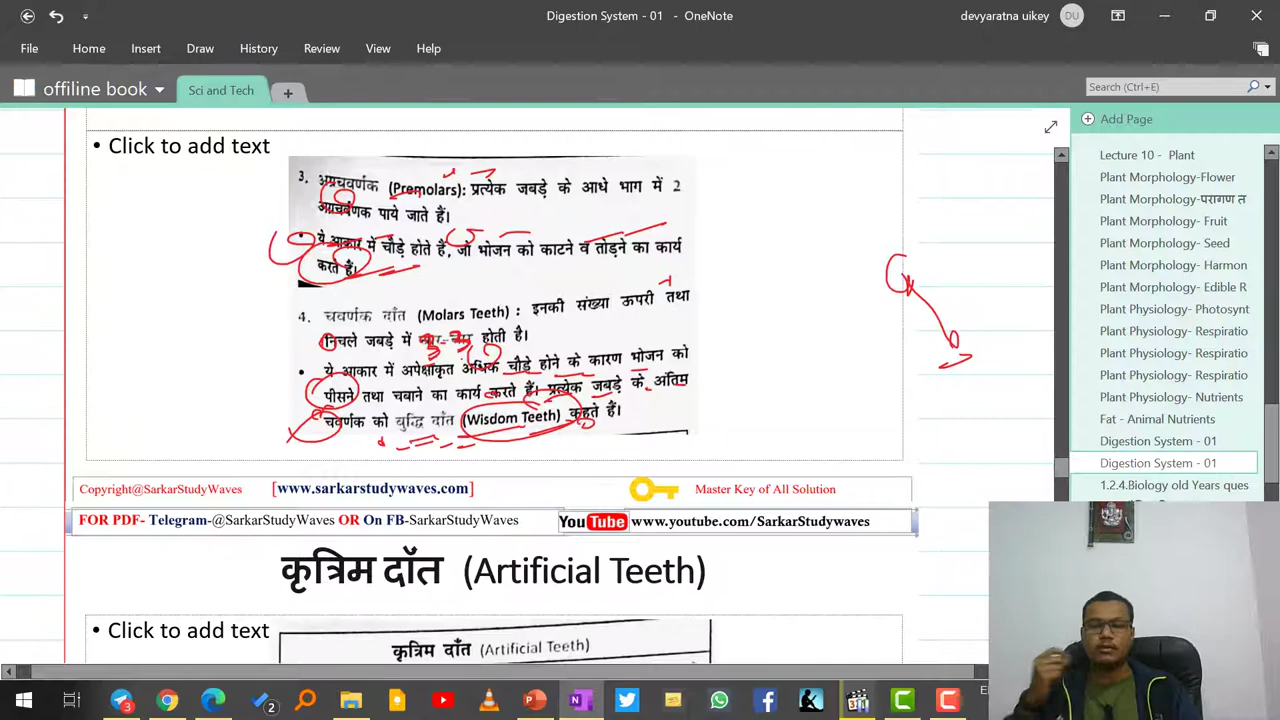 Digestion System - 01 - OneNote
devyaratna uikey
DU
File Home Insert Draw History Review View Help
offiline book
Sci and Tech
Search (Ctrl+E)
Add Page
Lecture 10 - Plant
Plant Morphology-Flower
Plant Morphology-परागण त
Plant Morphology - Fruit
Plant Morphology - Seed
Plant Morphology - Harmon
Plant Morphology - Edible R
Plant Physiology - Photosynt
Plant Physiology - Respiratio
Plant Physiology - Respiratio
Plant Physiology - Respiratio
Plant Physiology - Nutrients
Fat - Animal Nutrients
Digestion System - 01
Digestion System - 01
1.2.4.Biology old Years ques
• Click to add text
3. अग्रचवर्णक (Premolars): प्रत्येक जबड़े के आधे भाग में 2
अग्रचवंणक पाये जाते हैं।
• ये आकार में चौड़े होते हैं, जो भोजन को काटने व तोड़ने का कार्य
करते हैं।
4. चवर्णक दाँत (Molars Teeth) : इनकी संख्या ऊपरी तथा
निचले जबड़े में 3-3 होती है।
• ये आकार में अपेक्षाकृत अधिक चौड़े होने के कारण भोजन को
पीसने तथा चबाने का कार्य करते हैं। प्रत्येक जबड़े के अंतिम
चवर्णक को बुद्धि दाँत (Wisdom Teeth) कहते हैं।
Copyright@SarkarStudyWaves [www.sarkarstudywaves.com] Master Key of All Solution
FOR PDF- Telegram-@SarkarStudyWaves OR On FB-SarkarStudyWaves YouTube www.youtube.com/SarkarStudywaves
कृत्रिम दाँत (Artificial Teeth)
• Click to add text
कृत्रिम दाँत (Artificial Teeth)
3
2